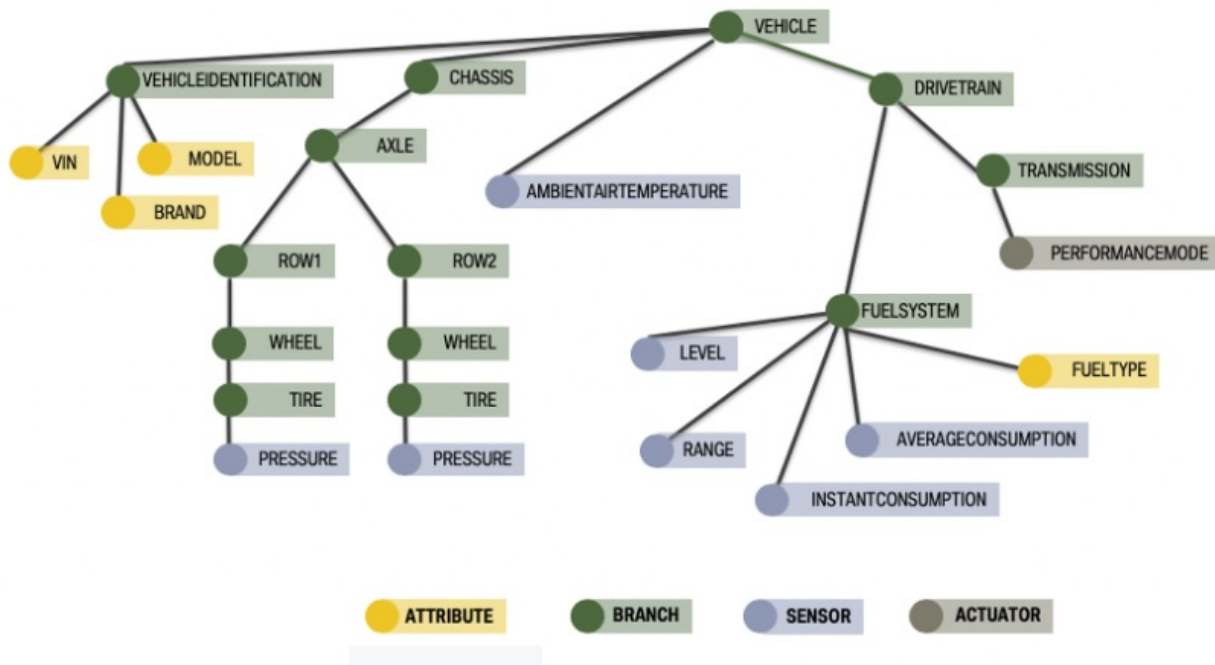 VEHICLE
VEHICLEIDENTIFICATION
CHASSIS
DRIVETRAIN
VIN
MODEL
BRAND
AXLE
AMBIENTAIRTEMPERATURE
TRANSMISSION
PERFORMANCEMODE
ROW1
ROW2
WHEEL
WHEEL
TIRE
TIRE
PRESSURE
PRESSURE
FUELSYSTEM
LEVEL
FUELTYPE
RANGE
AVERAGECONSUMPTION
INSTANTCONSUMPTION
ATTRIBUTE
BRANCH
SENSOR
ACTUATOR